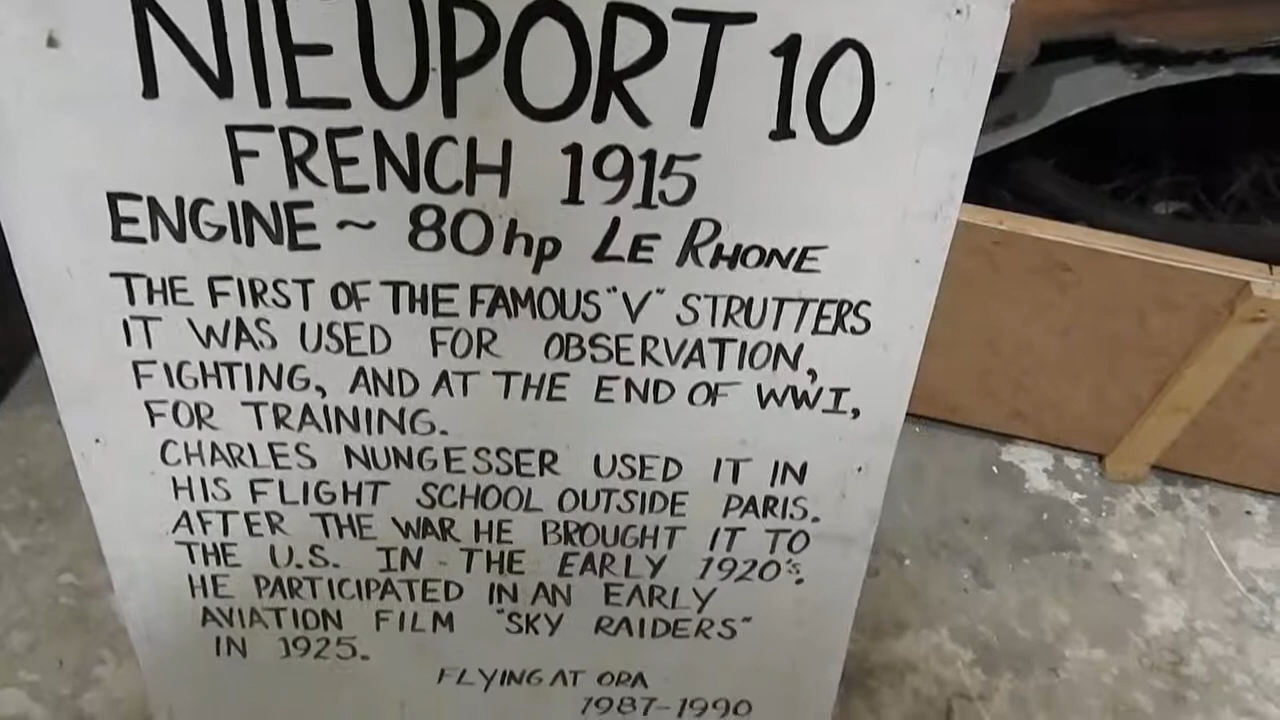 NIEUPORT 10
FRENCH 1915
ENGINE ~ 80hp LE RHONE
THE FIRST OF THE FAMOUS "V" STRUTTERS
IT WAS USED FOR OBSERVATION,
FIGHTING, AND AT THE END OF WWI,
FOR TRAINING.
CHARLES NUNGESSER USED IT IN
HIS FLIGHT SCHOOL OUTSIDE PARIS.
AFTER THE WAR HE BROUGHT IT TO
THE U.S. IN - THE EARLY 1920's.
HE PARTICIPATED IN AN EARLY
AVIATION FILM "SKY RAIDERS"
IN 1925.
FLYING AT ORA
1987-1990